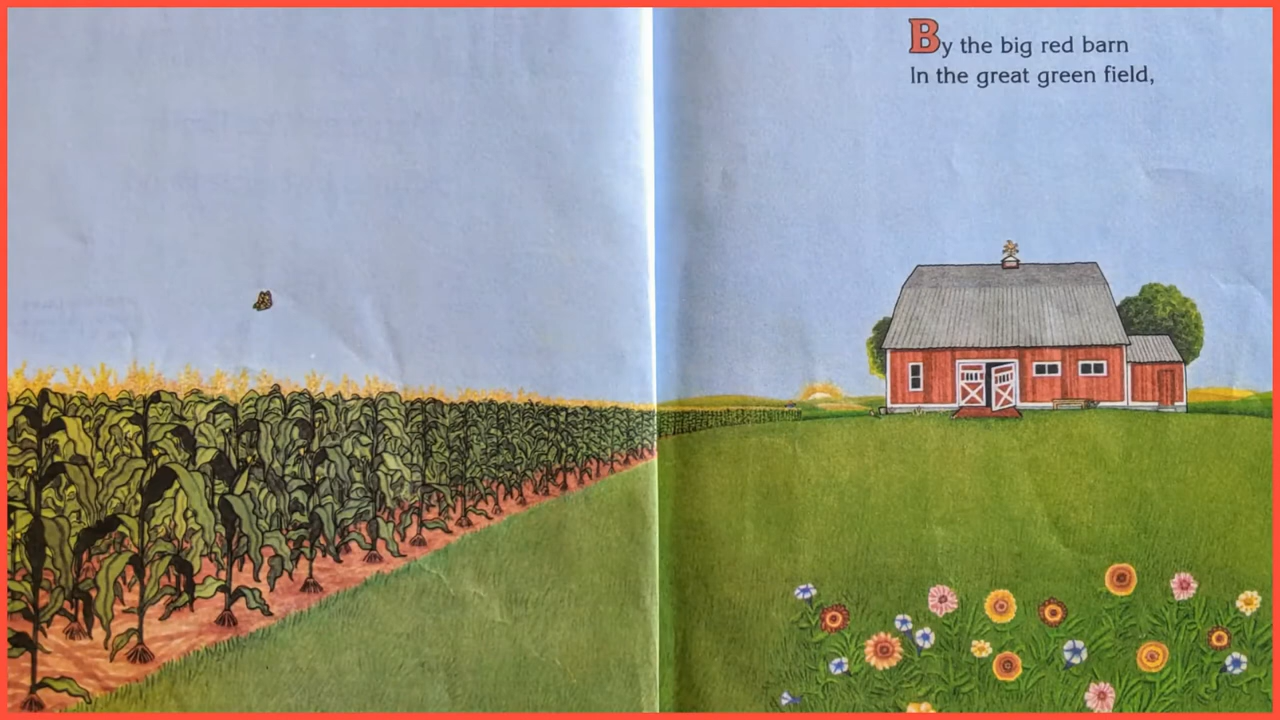 By the big red barn
In the great green field,